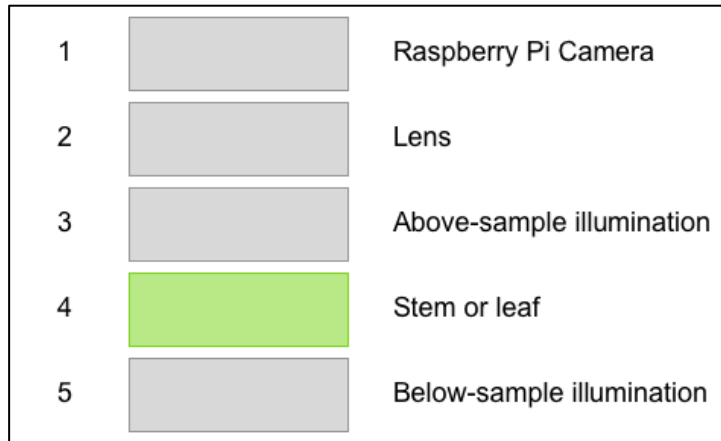 1 Raspberry Pi Camera
2 Lens
3 Above-sample illumination
4 Stem or leaf
5 Below-sample illumination